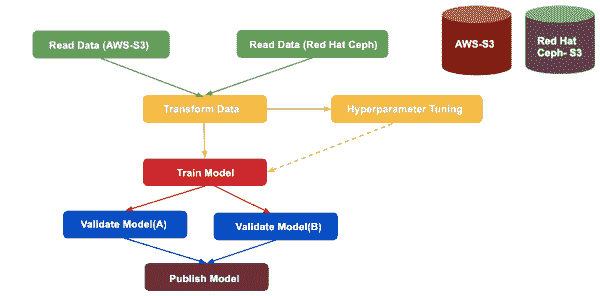 Read Data (AWS-S3)
Read Data (Red Hat Ceph)
AWS-S3
Red Hat
Ceph- S3
Transform Data
Hyperparameter Tuning
Train Model
Validate Model(A)
Validate Model(B)
Publish Model